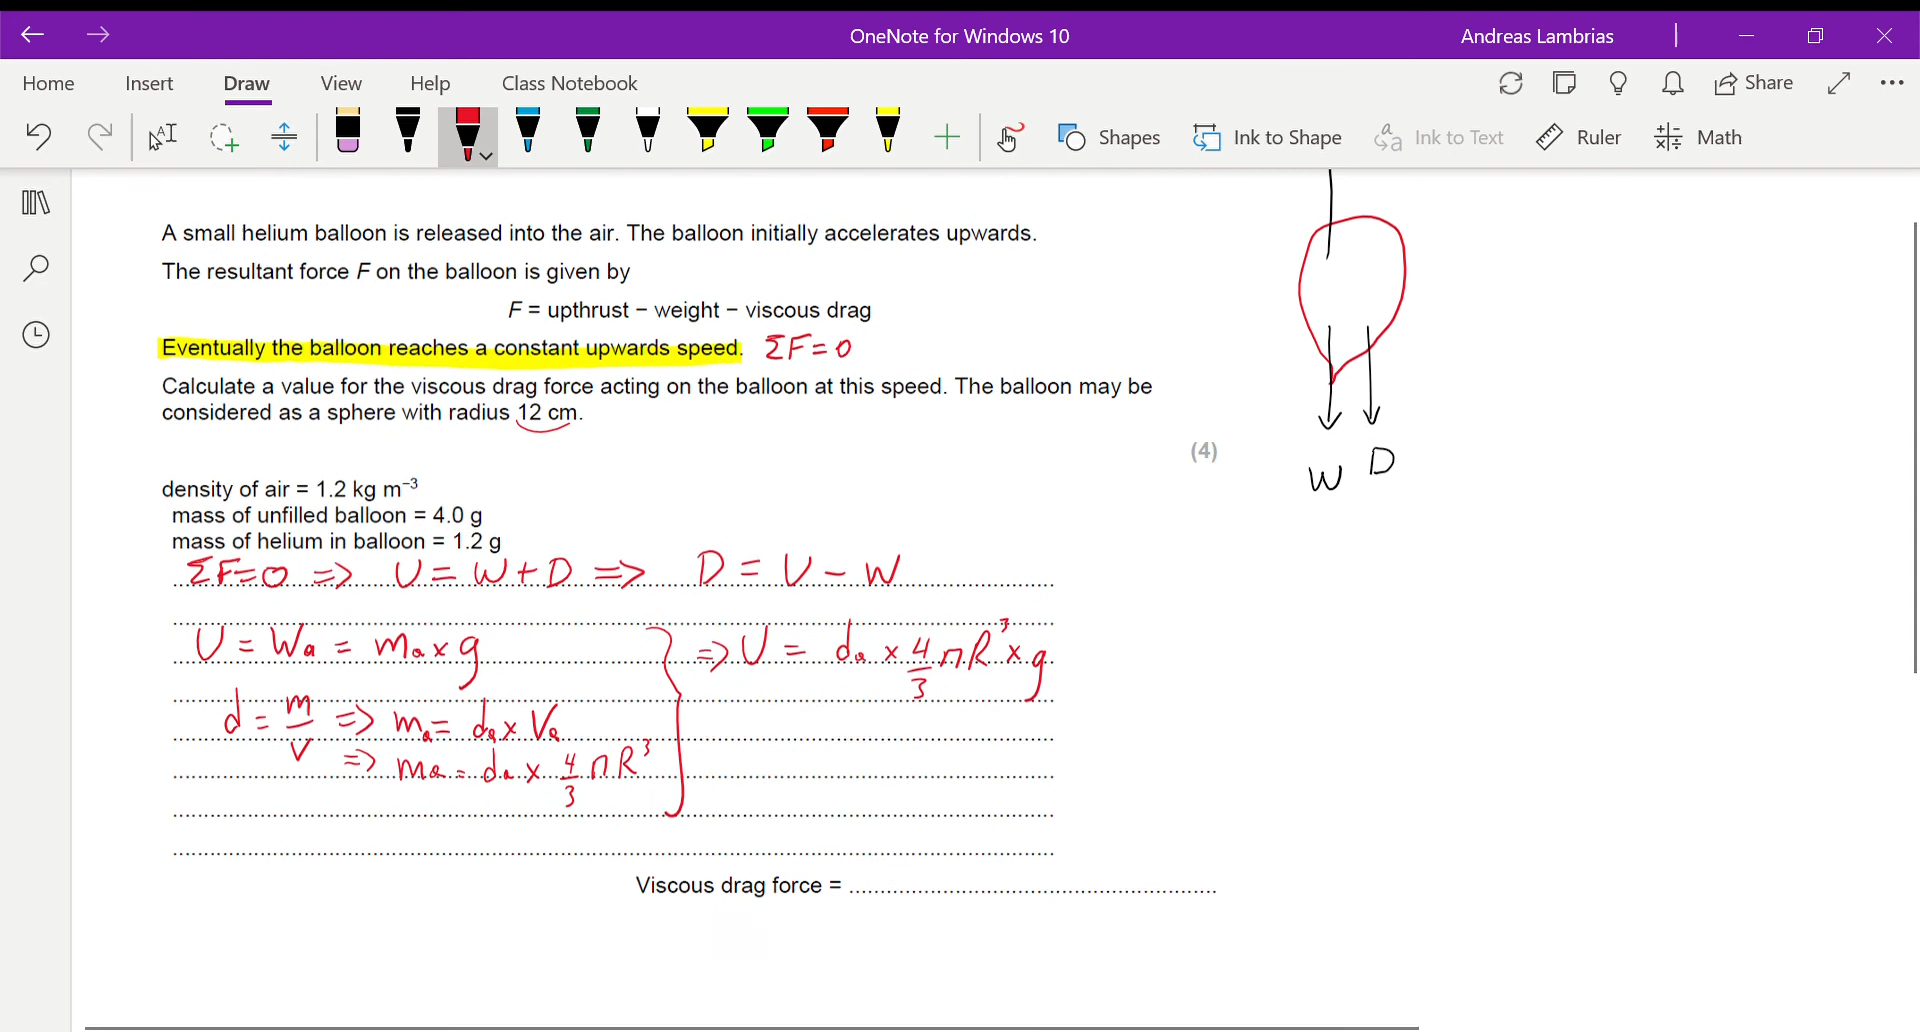 OneNote for Windows 10
Andreas Lambrias
Home Insert Draw View Help Class Notebook Share
Shapes Ink to Shape Ink to Text Ruler Math
A small helium balloon is released into the air. The balloon initially accelerates upwards.
The resultant force F on the balloon is given by
F = upthrust − weight − viscous drag
Eventually the balloon reaches a constant upwards speed. ΣF=0
Calculate a value for the viscous drag force acting on the balloon at this speed. The balloon may be
considered as a sphere with radius 12 cm.
(4)
W D
density of air = 1.2 kg m⁻³
mass of unfilled balloon = 4.0 g
mass of helium in balloon = 1.2 g
ΣF=0 => U = W + D => D = U − W
U = Wa = ma x g
=> U = da x 4/3 πR³ x g
d = m/V => ma = da x Va
=> ma = da x 4/3 πR³
Viscous drag force = ........................................................